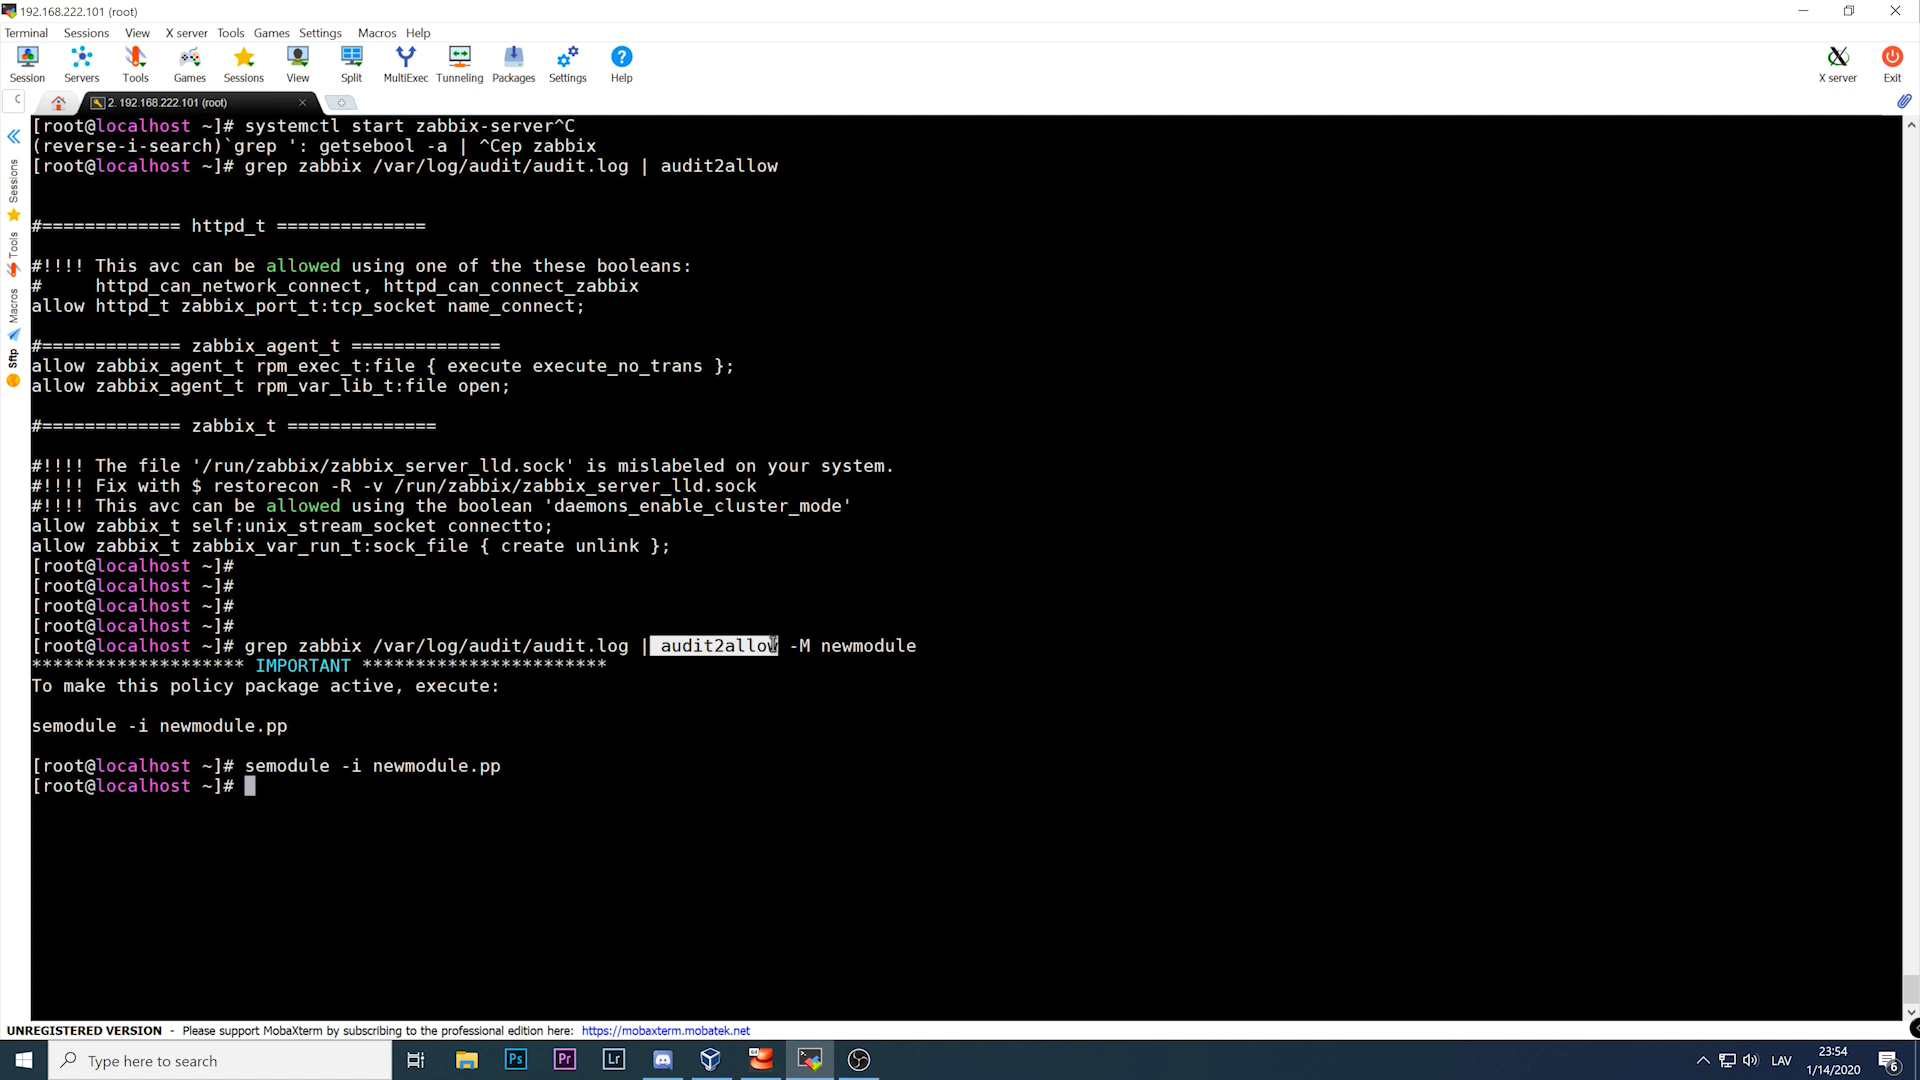 192.168.222.101 (root)
Terminal Sessions View X server Tools Games Settings Macros Help
Session Servers Tools Games Sessions View Split MultiExec Tunneling Packages Settings Help X server Exit
2. 192.168.222.101 (root)
[root@localhost ~]# systemctl start zabbix-server^C
(reverse-i-search)`grep ': getsebool -a | ^Cep zabbix
[root@localhost ~]# grep zabbix /var/log/audit/audit.log | audit2allow
#============= httpd_t ==============
#!!!! This avc can be allowed using one of the these booleans:
#     httpd_can_network_connect, httpd_can_connect_zabbix
allow httpd_t zabbix_port_t:tcp_socket name_connect;
#============= zabbix_agent_t ==============
allow zabbix_agent_t rpm_exec_t:file { execute execute_no_trans };
allow zabbix_agent_t rpm_var_lib_t:file open;
#============= zabbix_t ==============
#!!!! The file '/run/zabbix/zabbix_server_lld.sock' is mislabeled on your system.
#!!!! Fix with $ restorecon -R -v /run/zabbix/zabbix_server_lld.sock
#!!!! This avc can be allowed using the boolean 'daemons_enable_cluster_mode'
allow zabbix_t self:unix_stream_socket connectto;
allow zabbix_t zabbix_var_run_t:sock_file { create unlink };
[root@localhost ~]#
[root@localhost ~]#
[root@localhost ~]#
[root@localhost ~]#
[root@localhost ~]# grep zabbix /var/log/audit/audit.log | audit2allow -M newmodule
******************** IMPORTANT ***********************
To make this policy package active, execute:
semodule -i newmodule.pp
[root@localhost ~]# semodule -i newmodule.pp
[root@localhost ~]#
Sessions
Tools
Macros
Sftp
UNREGISTERED VERSION - Please support MobaXterm by subscribing to the professional edition here: https://mobaxterm.mobatek.net
Type here to search
Ps Pr Lr
LAV
23:54
1/14/2020
6